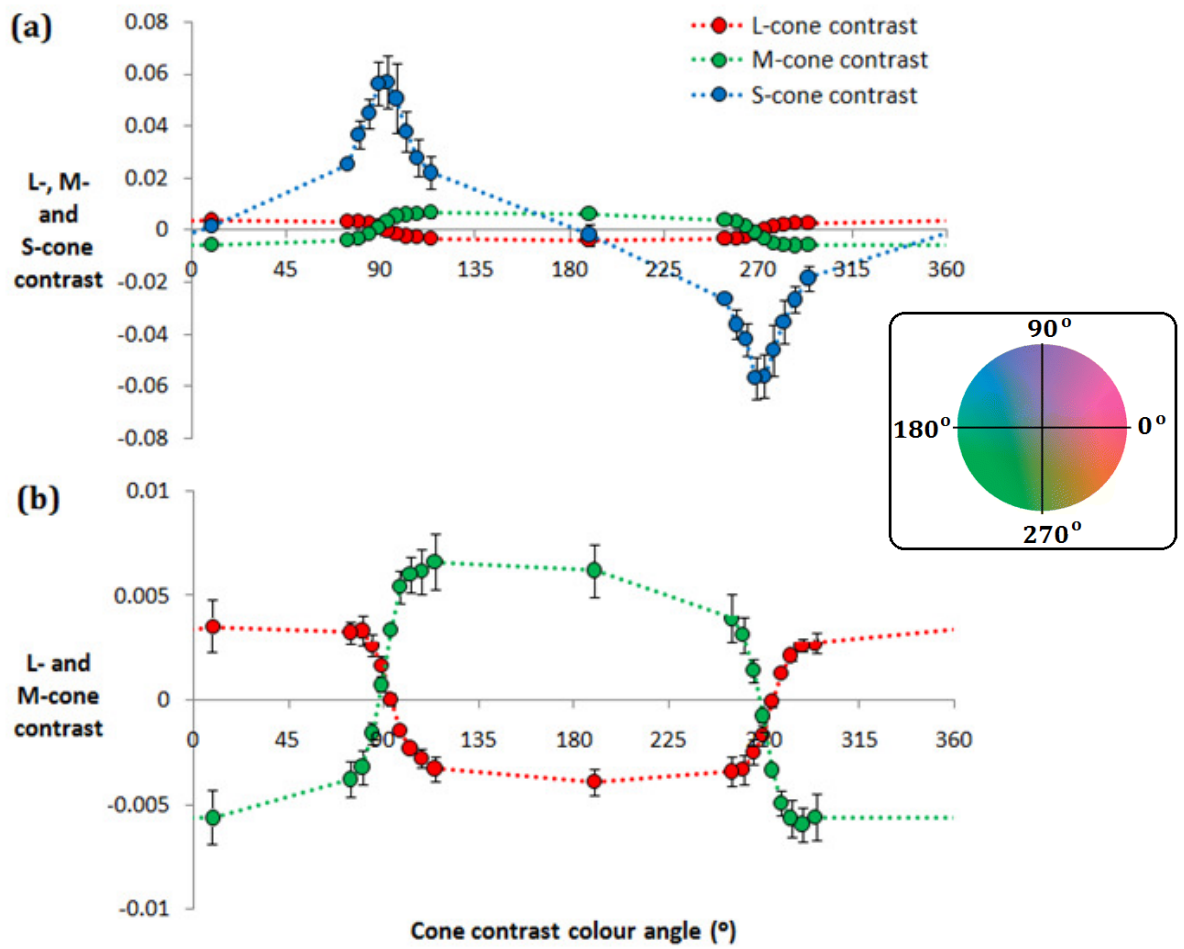 (a)
0.08
0.06
0.04
0.02
0
-0.02
-0.04
-0.06
-0.08
L-, M-
and
S-cone
contrast
L-cone contrast
M-cone contrast
S-cone contrast
0 45 90 135 180 225 270 315 360
90°
180° 0°
270°
(b)
0.01
0.005
0
-0.005
-0.01
L- and
M-cone
contrast
0 45 90 135 180 225 270 315 360
Cone contrast colour angle (°)